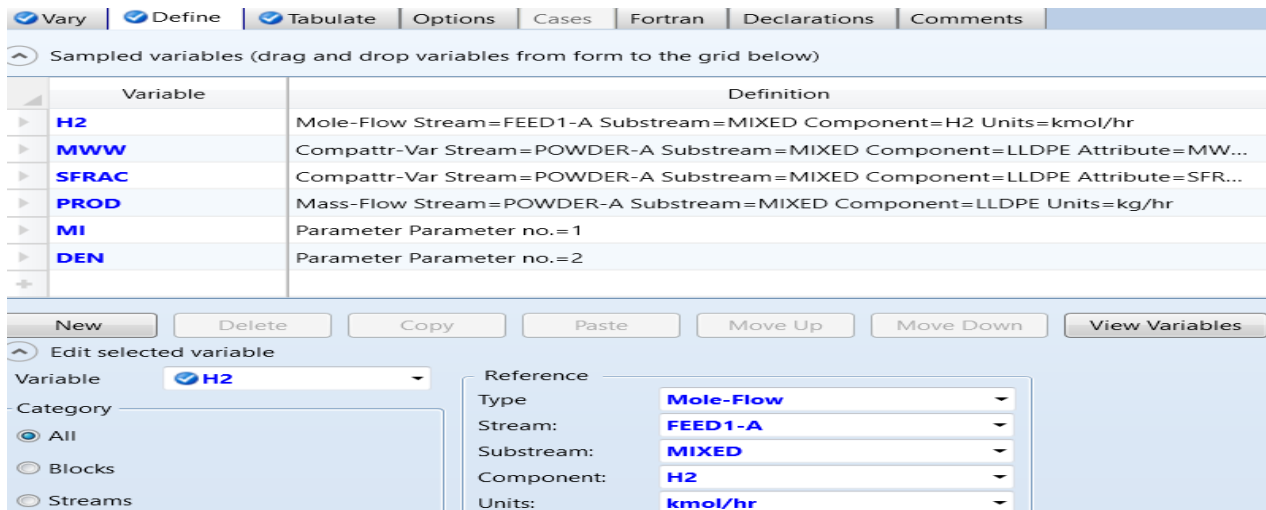 Vary Define Tabulate Options Cases Fortran Declarations Comments
Sampled variables (drag and drop variables from form to the grid below)
Variable Definition
H2 Mole-Flow Stream=FEED1-A Substream=MIXED Component=H2 Units=kmol/hr
MWW Compattr-Var Stream=POWDER-A Substream=MIXED Component=LLDPE Attribute=MW...
SFRAC Compattr-Var Stream=POWDER-A Substream=MIXED Component=LLDPE Attribute=SFR...
PROD Mass-Flow Stream=POWDER-A Substream=MIXED Component=LLDPE Units=kg/hr
MI Parameter Parameter no.=1
DEN Parameter Parameter no.=2
New Delete Copy Paste Move Up Move Down View Variables
Edit selected variable
Variable H2 Reference
Category Type Mole-Flow
All Stream: FEED1-A
Blocks Substream: MIXED
Component: H2
Streams Units: kmol/hr